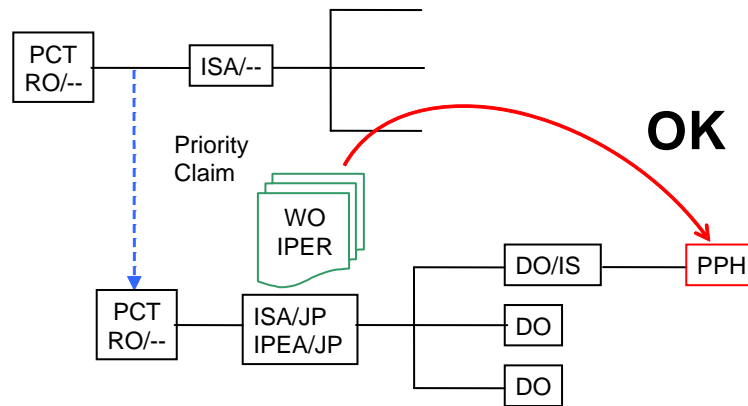 PCT
RO/--
ISA/--
OK
Priority
Claim
WO
IPER
DO/IS
PPH
PCT
RO/--
ISA/JP
IPEA/JP
DO
DO